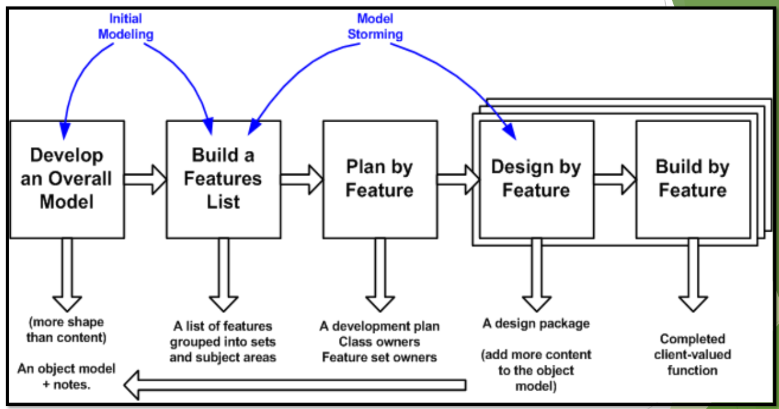 Initial
Modeling
Model
Storming
Develop
an Overall
Model
Build a
Features
List
Plan by
Feature
Design by
Feature
Build by
Feature
(more shape
than content)
An object model
+ notes.
A list of features
grouped into sets
and subject areas
A development plan
Class owners
Feature set owners
A design package
(add more content
to the object
model)
Completed
client-valued
function